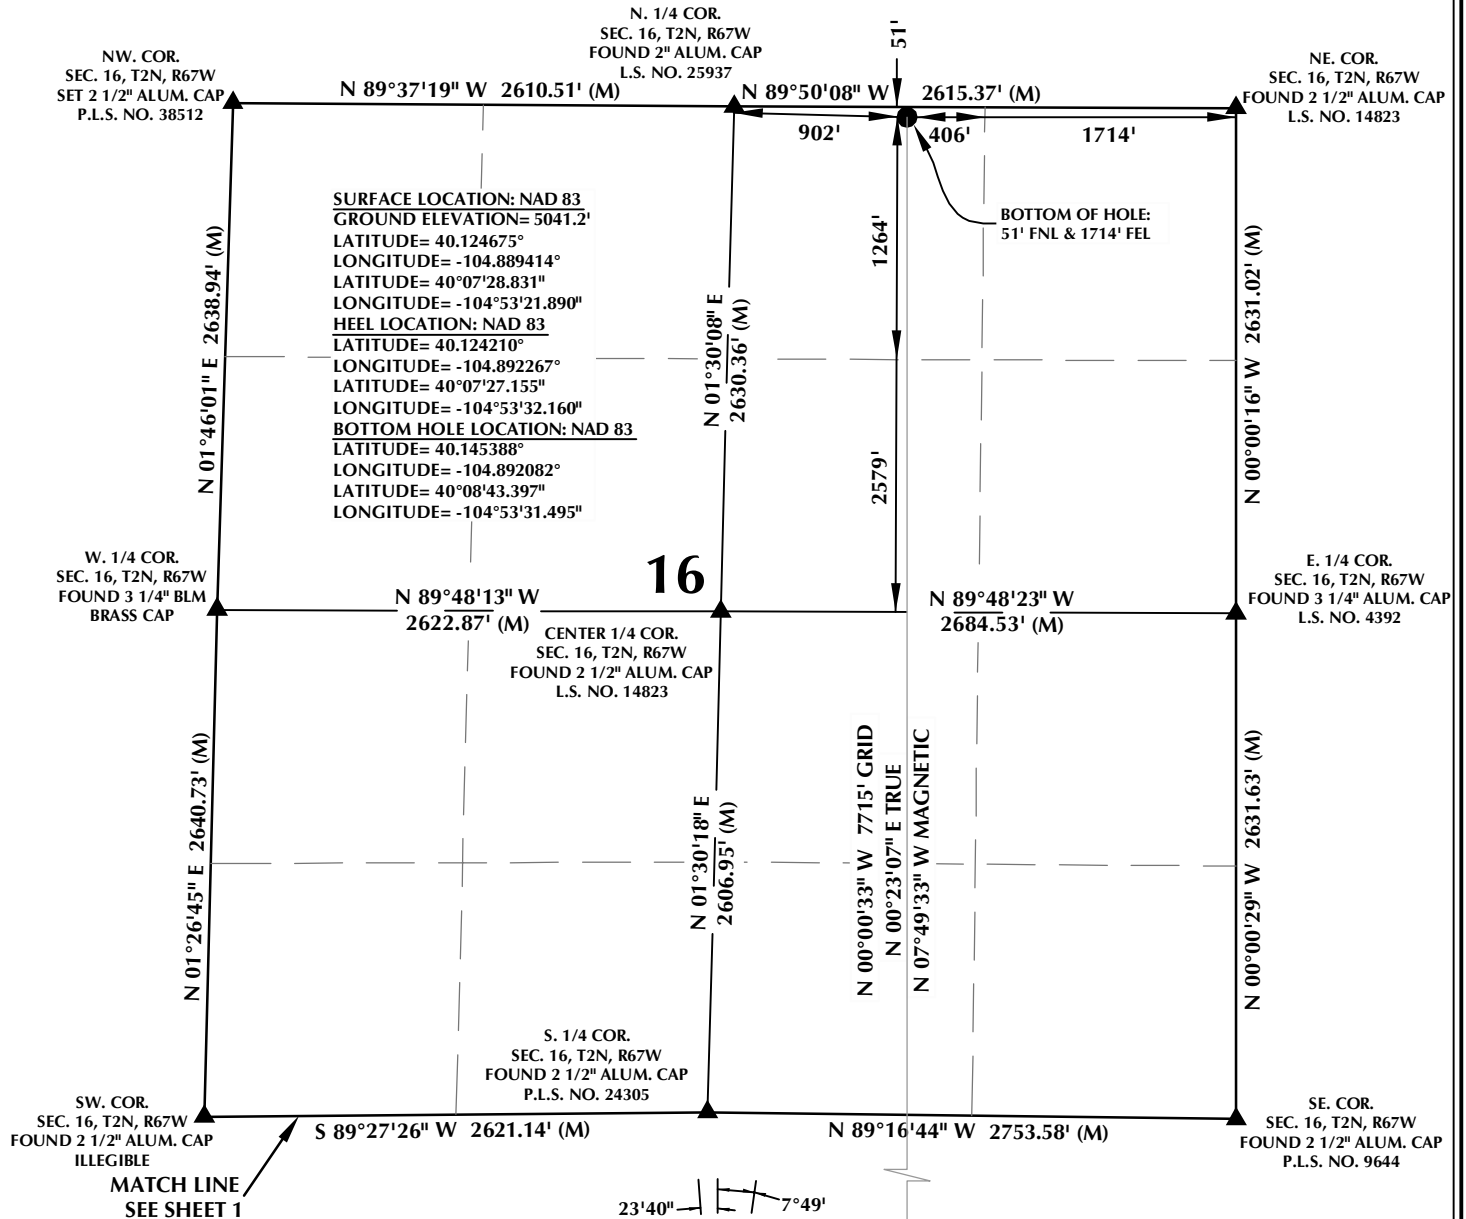 N. 1/4 COR.
SEC. 16, T2N, R67W
FOUND 2" ALUM. CAP
L.S. NO. 25937
51'
NW. COR.
SEC. 16, T2N, R67W
SET 2 1/2" ALUM. CAP
P.L.S. NO. 38512
NE. COR.
SEC. 16, T2N, R67W
FOUND 2 1/2" ALUM. CAP
L.S. NO. 14823
N 89°37'19" W 2610.51' (M)
N 89°50'08" W 2615.37' (M)
902'
406'
1714'
SURFACE LOCATION: NAD 83
GROUND ELEVATION= 5041.2'
LATITUDE= 40.124675°
LONGITUDE= -104.889414°
LATITUDE= 40°07'28.831"
LONGITUDE= -104°53'21.890"
HEEL LOCATION: NAD 83
LATITUDE= 40.124210°
LONGITUDE= -104.892267°
LATITUDE= 40°07'27.155"
LONGITUDE= -104°53'32.160"
BOTTOM HOLE LOCATION: NAD 83
LATITUDE= 40.145388°
LONGITUDE= -104.892082°
LATITUDE= 40°08'43.397"
LONGITUDE= -104°53'31.495"
BOTTOM OF HOLE:
51' FNL & 1714' FEL
N 01°46'01" E 2638.94' (M)
N 01°30'08" E
2630.36' (M)
1264'
2579'
N 00°00'16" W 2631.02' (M)
W. 1/4 COR.
SEC. 16, T2N, R67W
FOUND 3 1/4" BLM
BRASS CAP
16
E. 1/4 COR.
SEC. 16, T2N, R67W
FOUND 3 1/4" ALUM. CAP
L.S. NO. 4392
N 89°48'13" W
2622.87' (M)
N 89°48'23" W
2684.53' (M)
CENTER 1/4 COR.
SEC. 16, T2N, R67W
FOUND 2 1/2" ALUM. CAP
L.S. NO. 14823
N 01°26'45" E 2640.73' (M)
N 01°30'18" E
2606.95' (M)
N 00°00'33" W 7715' GRID
N 00°23'07" E TRUE
N 07°49'33" W MAGNETIC
N 00°00'29" W 2631.63' (M)
S. 1/4 COR.
SEC. 16, T2N, R67W
FOUND 2 1/2" ALUM. CAP
P.L.S. NO. 24305
SW. COR.
SEC. 16, T2N, R67W
FOUND 2 1/2" ALUM. CAP
ILLEGIBLE
SE. COR.
SEC. 16, T2N, R67W
FOUND 2 1/2" ALUM. CAP
P.L.S. NO. 9644
S 89°27'26" W 2621.14' (M)
N 89°16'44" W 2753.58' (M)
MATCH LINE
SEE SHEET 1
23'40"
7°49'